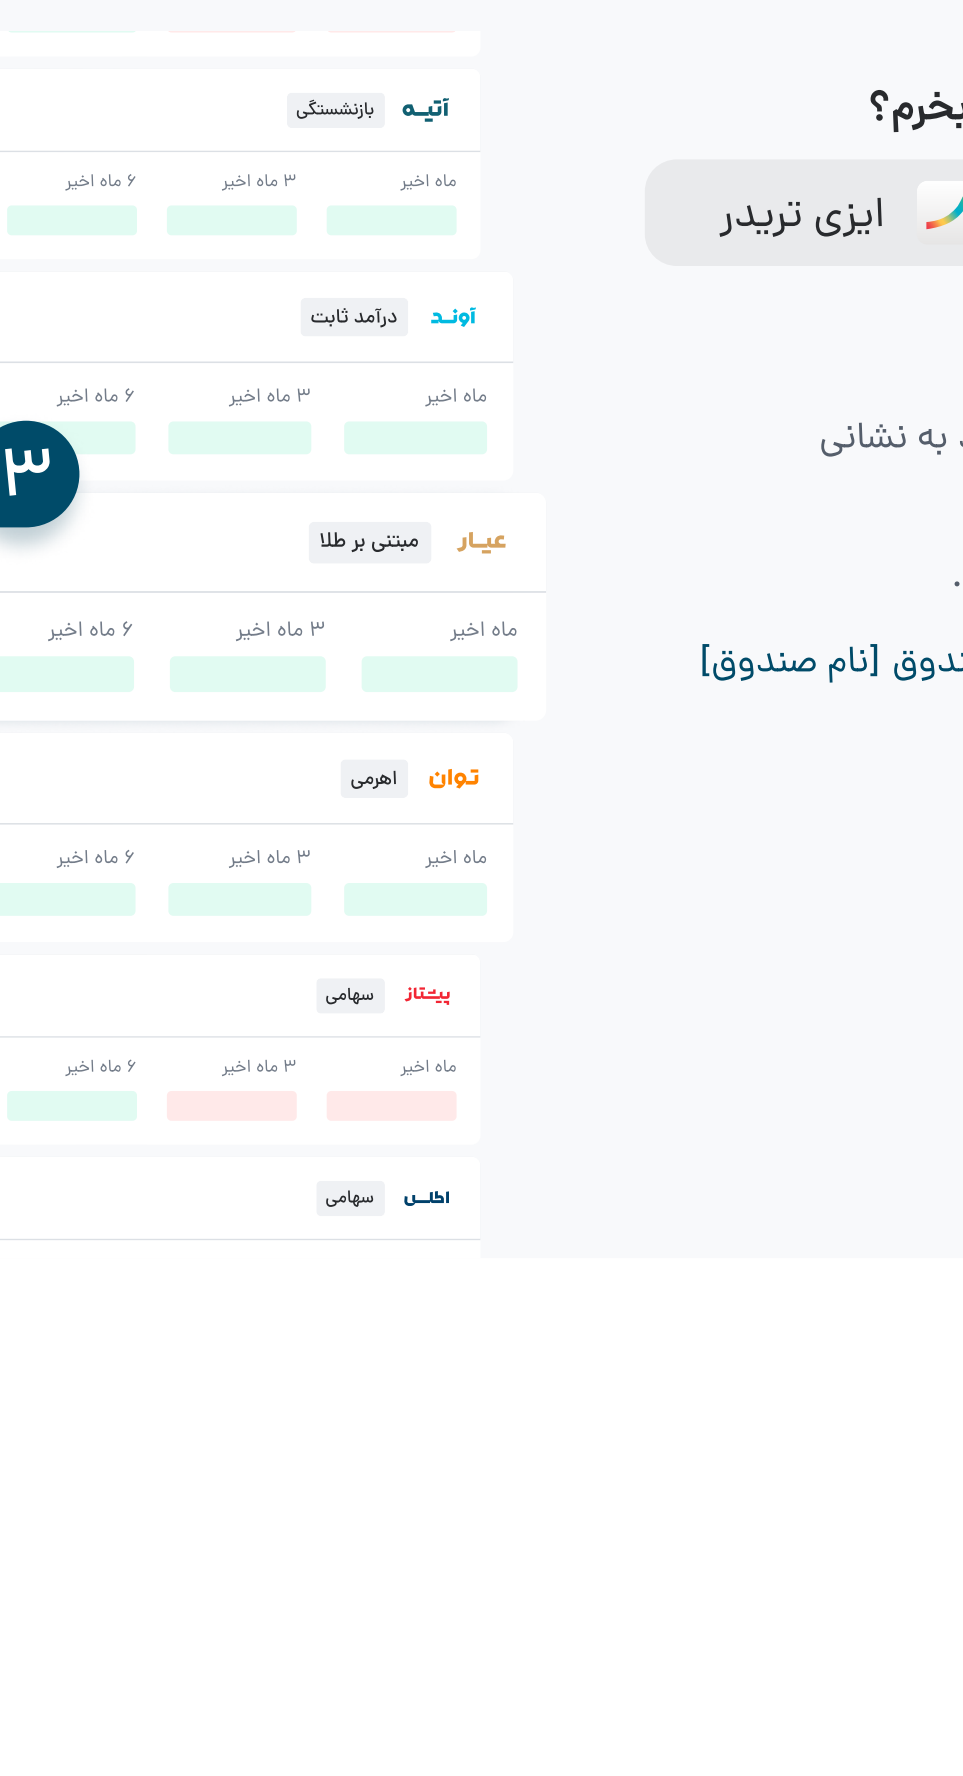 بخرم؟
ایزی تریدر
به نشانی
.
[نام صندوق]
آتیه بازنشستگی
ماه اخیر ۳ ماه اخیر ۶ ماه اخیر
آوند درآمد ثابت
ماه اخیر ۳ ماه اخیر ۶ ماه اخیر
۳
عیار مبتنی بر طلا
ماه اخیر ۳ ماه اخیر ۶ ماه اخیر
توان اهرمی
ماه اخیر ۳ ماه اخیر ۶ ماه اخیر
پیشتاز سهامی
ماه اخیر ۳ ماه اخیر ۶ ماه اخیر
اطلس سهامی